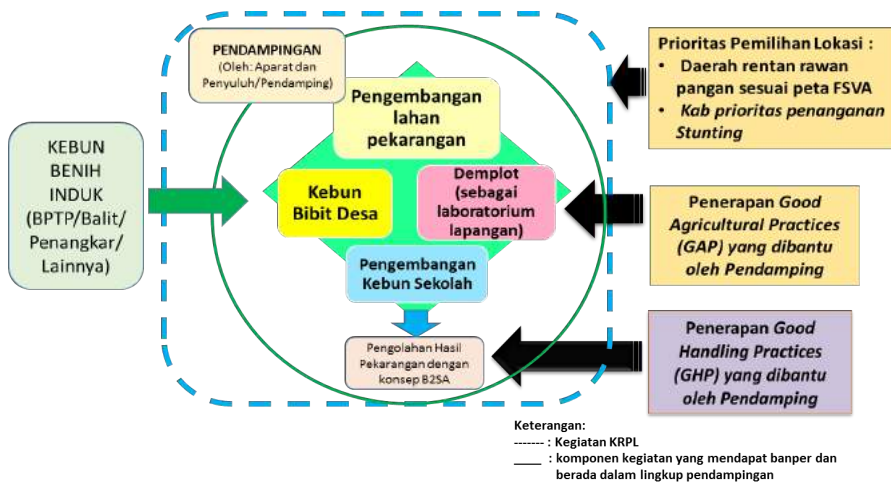 PENDAMPINGAN
(Oleh: Aparat dan
Penyuluh/Pendamping)
Pengembangan
lahan
pekarangan
KEBUN
BENIH
INDUK
(BPTP/Balit/
Penangkar/
Lainnya)
Kebun
Bibit Desa
Demplot
(sebagai
laboratorium
lapangan)
Pengembangan
Kebun Sekolah
Pengolahan Hasil
Pekarangan dengan
konsep B2SA
Prioritas Pemilihan Lokasi :
• Daerah rentan rawan
pangan sesuai peta FSVA
• Kab prioritas penanganan
Stunting
Penerapan Good
Agricultural Practices
(GAP) yang dibantu
oleh Pendamping
Penerapan Good
Handling Practices
(GHP) yang dibantu
oleh Pendamping
Keterangan:
------- : Kegiatan KRPL
____ : komponen kegiatan yang mendapat banper dan
berada dalam lingkup pendampingan